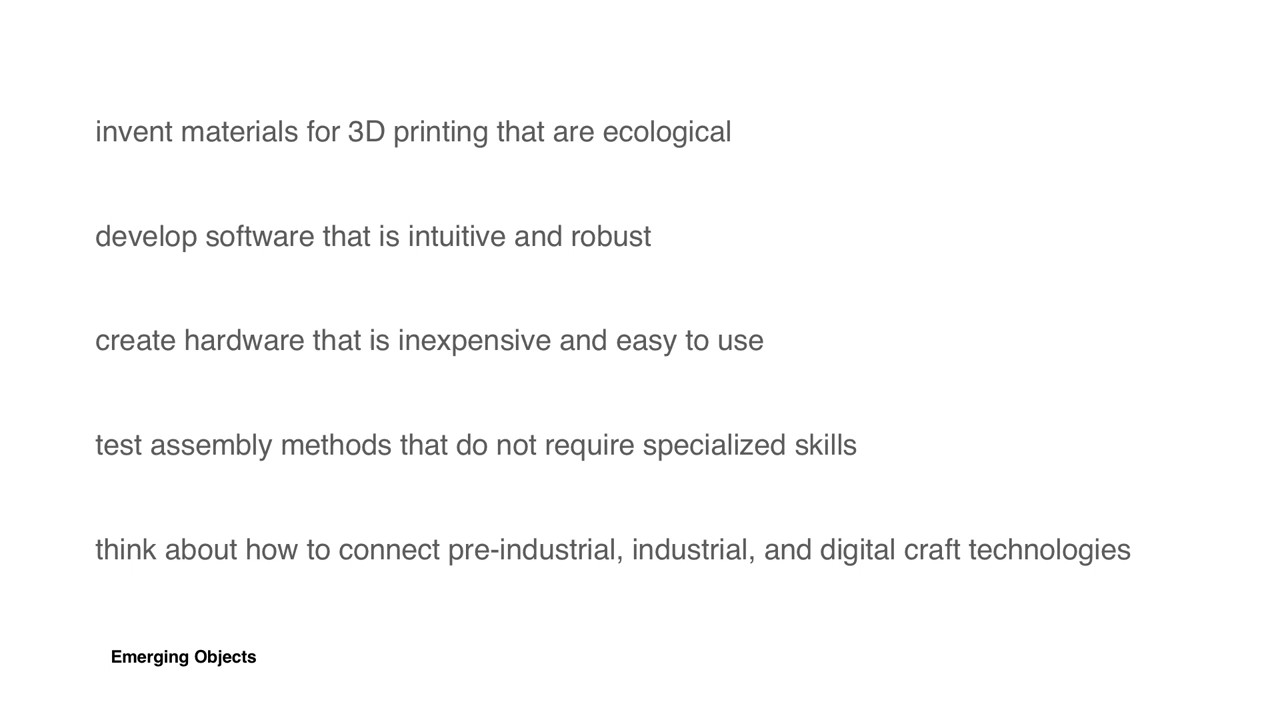 invent materials for 3D printing that are ecological
develop software that is intuitive and robust
create hardware that is inexpensive and easy to use
test assembly methods that do not require specialized skills
think about how to connect pre-industrial, industrial, and digital craft technologies
Emerging Objects